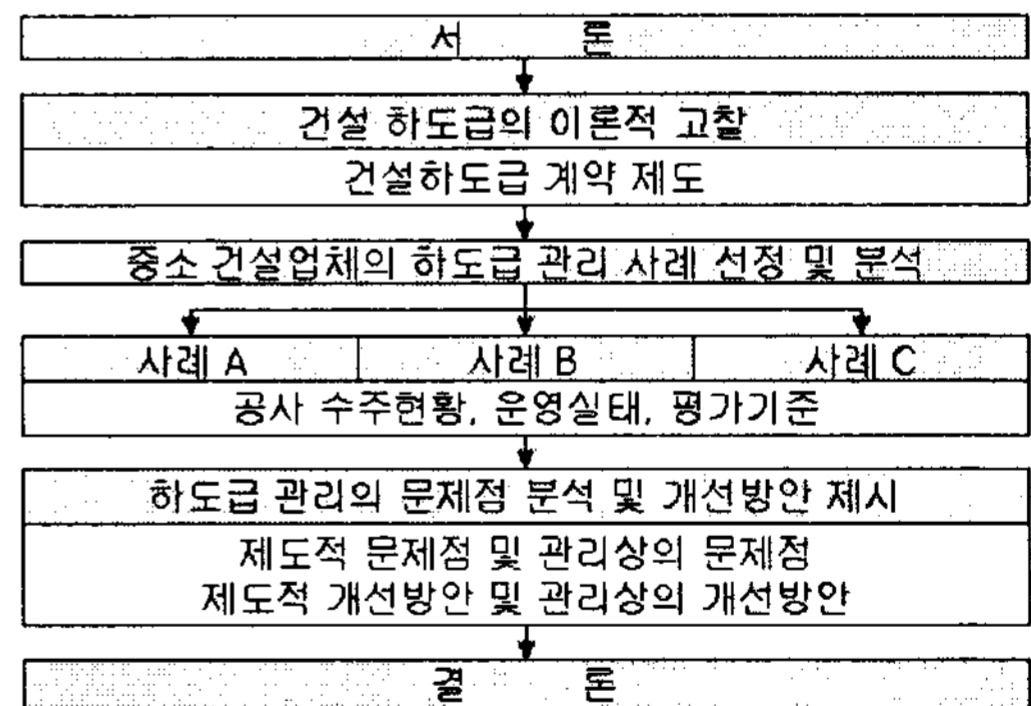 서 론
건설 하도급의 이론적 고찰
건설하도급 계약 제도
중소 건설업체의 하도급 관리 사례 선정 및 분석
사례 A 사례 B 사례 C
공사 수주현황, 운영실태, 평가기준
하도급 관리의 문제점 분석 및 개선방안 제시
제도적 문제점 및 관리상의 문제점
제도적 개선방안 및 관리상의 개선방안
결 론